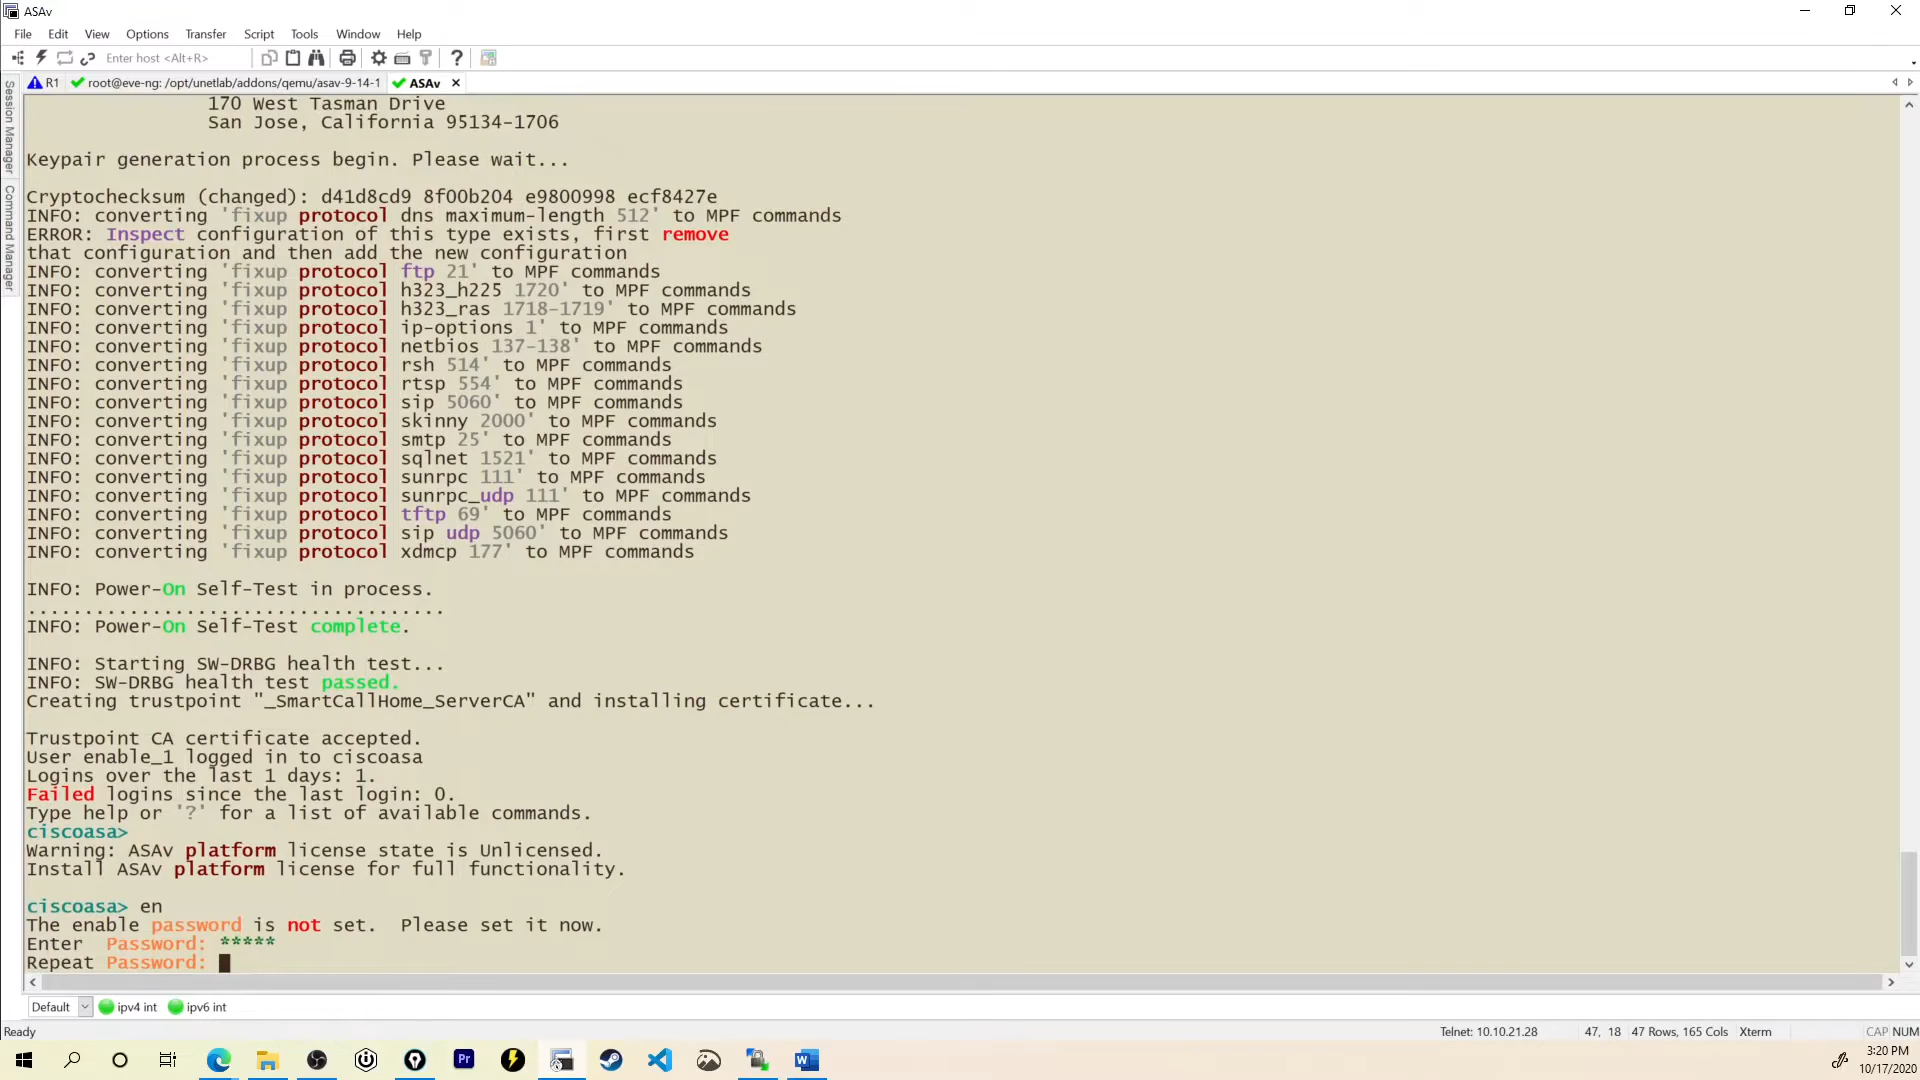 ASAv
File Edit View Options Transfer Script Tools Window Help
Enter host <Alt+R>
R1 root@eve-ng: /opt/unetlab/addons/qemu/asav-9-14-1 ASAv
Session Manager
Command Manager
170 West Tasman Drive
San Jose, California 95134-1706
Keypair generation process begin. Please wait...
Cryptochecksum (changed): d41d8cd9 8f00b204 e9800998 ecf8427e
INFO: converting 'fixup protocol dns maximum-length 512' to MPF commands
ERROR: Inspect configuration of this type exists, first remove
that configuration and then add the new configuration
INFO: converting 'fixup protocol ftp 21' to MPF commands
INFO: converting 'fixup protocol h323_h225 1720' to MPF commands
INFO: converting 'fixup protocol h323_ras 1718-1719' to MPF commands
INFO: converting 'fixup protocol ip-options 1' to MPF commands
INFO: converting 'fixup protocol netbios 137-138' to MPF commands
INFO: converting 'fixup protocol rsh 514' to MPF commands
INFO: converting 'fixup protocol rtsp 554' to MPF commands
INFO: converting 'fixup protocol sip 5060' to MPF commands
INFO: converting 'fixup protocol skinny 2000' to MPF commands
INFO: converting 'fixup protocol smtp 25' to MPF commands
INFO: converting 'fixup protocol sqlnet 1521' to MPF commands
INFO: converting 'fixup protocol sunrpc 111' to MPF commands
INFO: converting 'fixup protocol sunrpc_udp 111' to MPF commands
INFO: converting 'fixup protocol tftp 69' to MPF commands
INFO: converting 'fixup protocol sip udp 5060' to MPF commands
INFO: converting 'fixup protocol xdmcp 177' to MPF commands
INFO: Power-On Self-Test in process.
.....................................
INFO: Power-On Self-Test complete.
INFO: Starting SW-DRBG health test...
INFO: SW-DRBG health test passed.
Creating trustpoint "_SmartCallHome_ServerCA" and installing certificate...
Trustpoint CA certificate accepted.
User enable_1 logged in to ciscoasa
Logins over the last 1 days: 1.
Failed logins since the last login: 0.
Type help or '?' for a list of available commands.
ciscoasa>
Warning: ASAv platform license state is Unlicensed.
Install ASAv platform license for full functionality.
ciscoasa> en
The enable password is not set.  Please set it now.
Enter  Password: *****
Repeat Password:
Default ipv4 int ipv6 int
Ready Telnet: 10.10.21.28 47, 18 47 Rows, 165 Cols Xterm CAP NUM
Pr
W
3:20 PM
10/17/2020